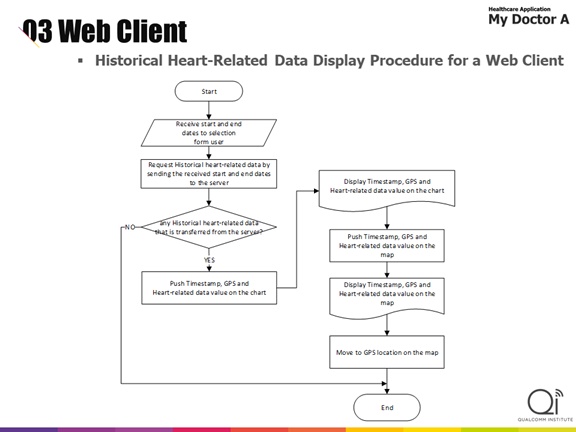 Healthcare Application
My Doctor A
03 Web Client
▪ Historical Heart-Related Data Display Procedure for a Web Client
Start
Receive start and end
dates to selection
form user
Request Historical heart-related data by
sending the received start and end dates
to the server
any Historical heart-related data
that is transferred from the server?
NO
YES
Push Timestamp, GPS and
Heart-related data value on the chart
Display Timestamp, GPS and
Heart-related data value on the chart
Push Timestamp, GPS and
Heart-related data value on the
map
Display Timestamp, GPS and
Heart-related data value on the
map
Move to GPS location on the map
End
Qi
QUALCOMM INSTITUTE